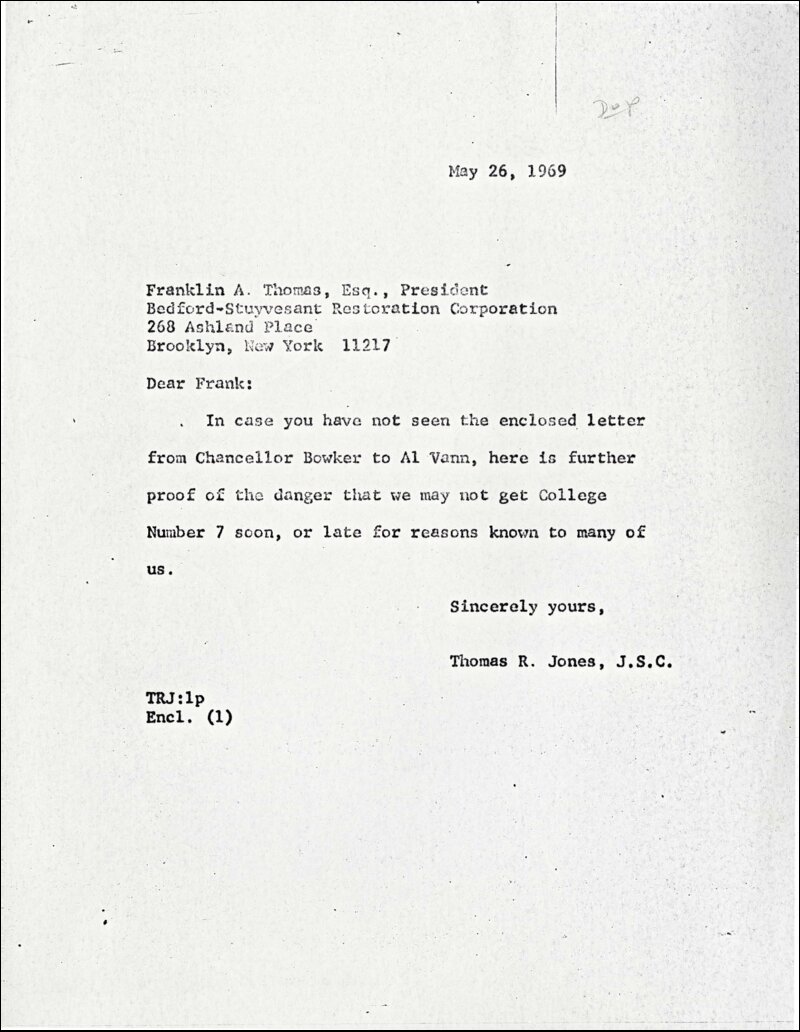 May 26, 1969
Franklin A. Thomas, Esq., President
Bedford-Stuyvesant Restoration Corporation
268 Ashland Place
Brooklyn, New York 11217
Dear Frank:
In case you have not seen the enclosed letter
from Chancellor Bowker to Al Vann, here is further
proof of the danger that we may not get College
Number 7 soon, or late for reasons known to many of
us.
Sincerely yours,
Thomas R. Jones, J.S.C.
TRJ:lp
Encl. (1)